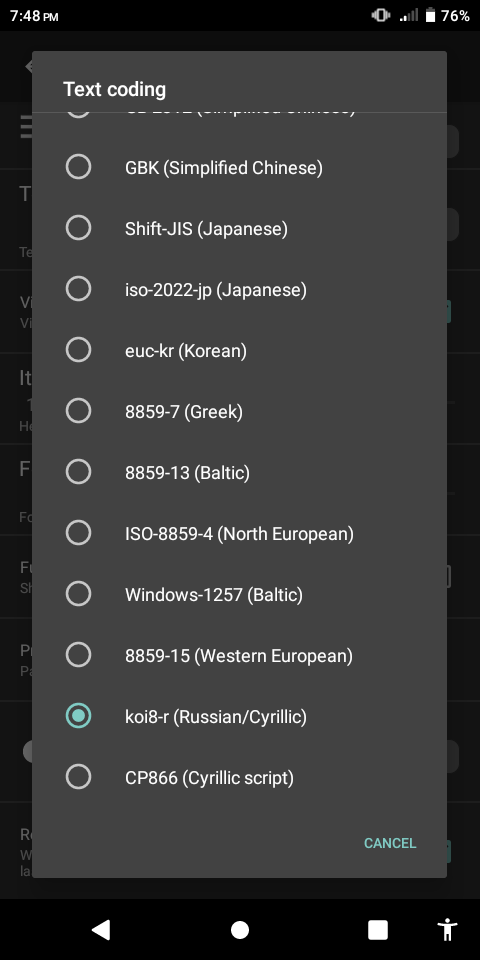 7:48 PM
76%
Text coding
GBK (Simplified Chinese)
Shift-JIS (Japanese)
iso-2022-jp (Japanese)
euc-kr (Korean)
8859-7 (Greek)
8859-13 (Baltic)
ISO-8859-4 (North European)
Windows-1257 (Baltic)
8859-15 (Western European)
koi8-r (Russian/Cyrillic)
CP866 (Cyrillic script)
CANCEL